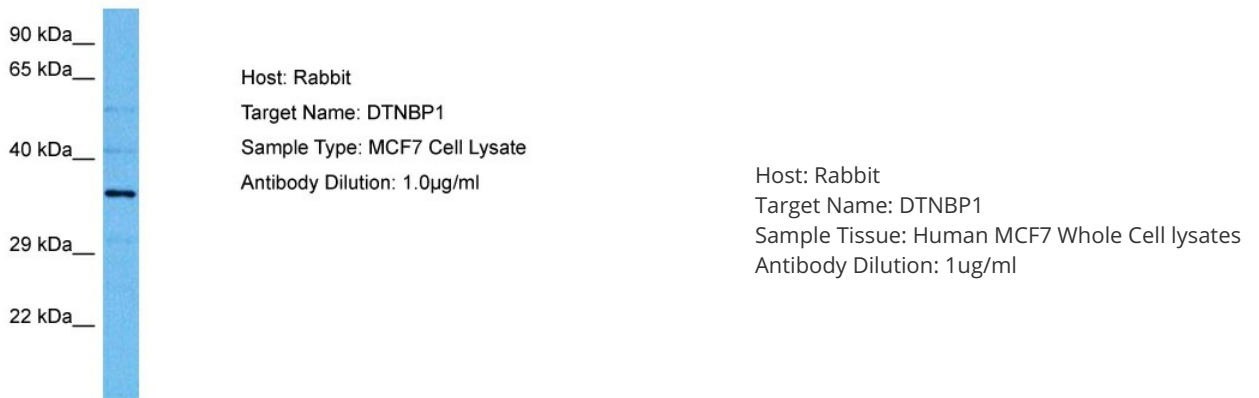 90 kDa__
65 kDa__
40 kDa__
29 kDa__
22 kDa__
Host: Rabbit
Target Name: DTNBP1
Sample Type: MCF7 Cell Lysate
Antibody Dilution: 1.0µg/ml
Host: Rabbit
Target Name: DTNBP1
Sample Tissue: Human MCF7 Whole Cell lysates
Antibody Dilution: 1ug/ml